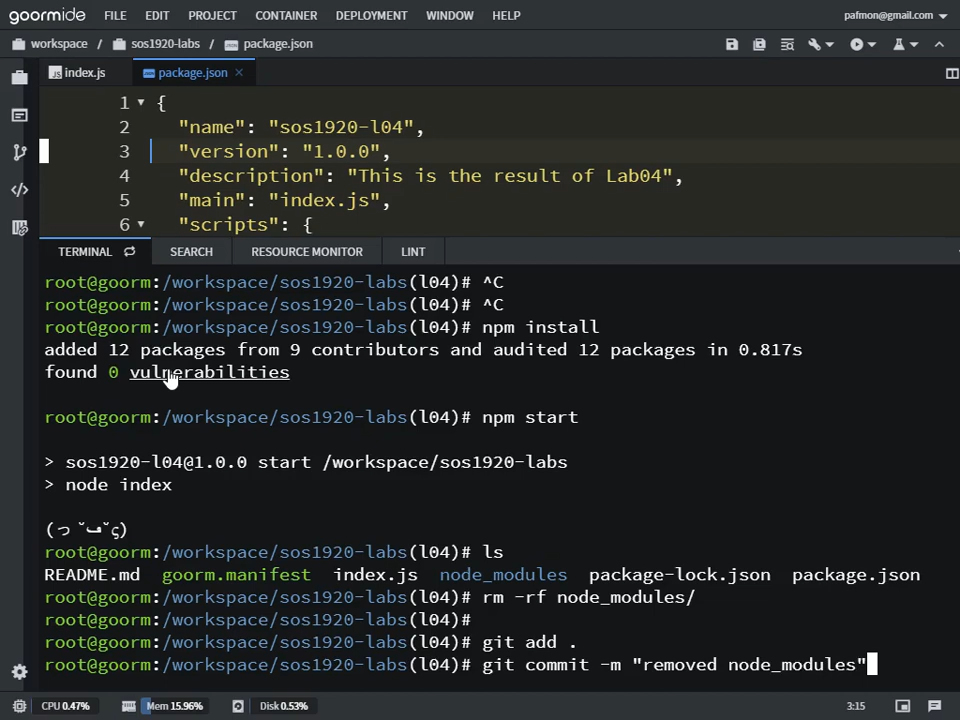 goormide FILE EDIT PROJECT CONTAINER DEPLOYMENT WINDOW HELP pafmon@gmail.com
workspace / sos1920-labs / package.json
index.js package.json ×
1 {
2 "name": "sos1920-l04",
3 "version": "1.0.0",
4 "description": "This is the result of Lab04",
5 "main": "index.js",
6 "scripts": {
TERMINAL SEARCH RESOURCE MONITOR LINT
root@goorm:/workspace/sos1920-labs(l04)# ^C
root@goorm:/workspace/sos1920-labs(l04)# ^C
root@goorm:/workspace/sos1920-labs(l04)# npm install
added 12 packages from 9 contributors and audited 12 packages in 0.817s
found 0 vulnerabilities
root@goorm:/workspace/sos1920-labs(l04)# npm start
> sos1920-l04@1.0.0 start /workspace/sos1920-labs
> node index
(っ ˘ڡ˘ς)
root@goorm:/workspace/sos1920-labs(l04)# ls
README.md goorm.manifest index.js node_modules package-lock.json package.json
root@goorm:/workspace/sos1920-labs(l04)# rm -rf node_modules/
root@goorm:/workspace/sos1920-labs(l04)#
root@goorm:/workspace/sos1920-labs(l04)# git add .
root@goorm:/workspace/sos1920-labs(l04)# git commit -m "removed node_modules"
CPU 0.47% Mem 15.96% Disk 0.53% 3:15